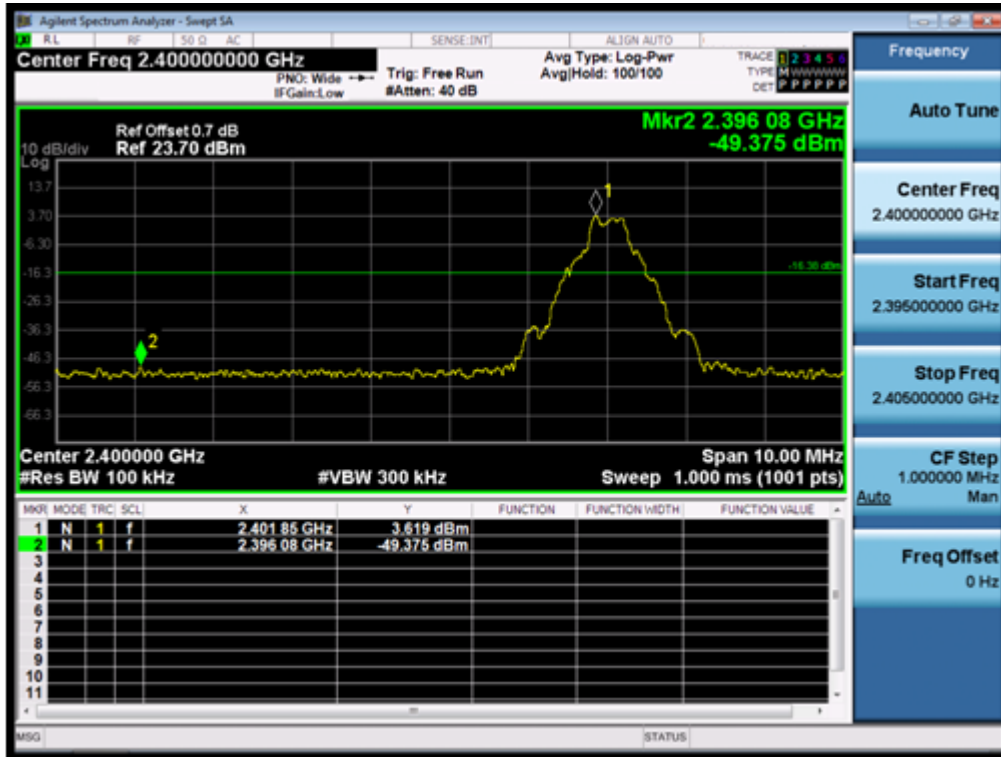 Agilent Spectrum Analyzer - Swept SA
RL RF 50 Ω AC SENSE:INT ALIGN AUTO
Center Freq 2.400000000 GHz
PNO: Wide
IFGain:Low
Trig: Free Run
#Atten: 40 dB
Avg Type: Log-Pwr
Avg|Hold: 100/100
TRACE 1 2 3 4 5 6
TYPE M WWWWW
DET P P P P P P
Frequency
Auto Tune
Center Freq
2.400000000 GHz
Start Freq
2.395000000 GHz
Stop Freq
2.405000000 GHz
CF Step
1.000000 MHz
Auto Man
Freq Offset
0 Hz
Mkr2 2.396 08 GHz
-49.375 dBm
Ref Offset 0.7 dB
10 dB/div Ref 23.70 dBm
Log
13.7
3.70
-6.30
-16.3
-26.3
-36.3
-46.3
-56.3
-66.3
1
2
-16.38 dBm
Center 2.400000 GHz Span 10.00 MHz
#Res BW 100 kHz #VBW 300 kHz Sweep 1.000 ms (1001 pts)
MKR MODE TRC SCL X Y FUNCTION FUNCTION WIDTH FUNCTION VALUE
1 N 1 f 2.401 85 GHz 3.619 dBm
2 N 1 f 2.396 08 GHz -49.375 dBm
3
4
5
6
7
8
9
10
11
MSG STATUS